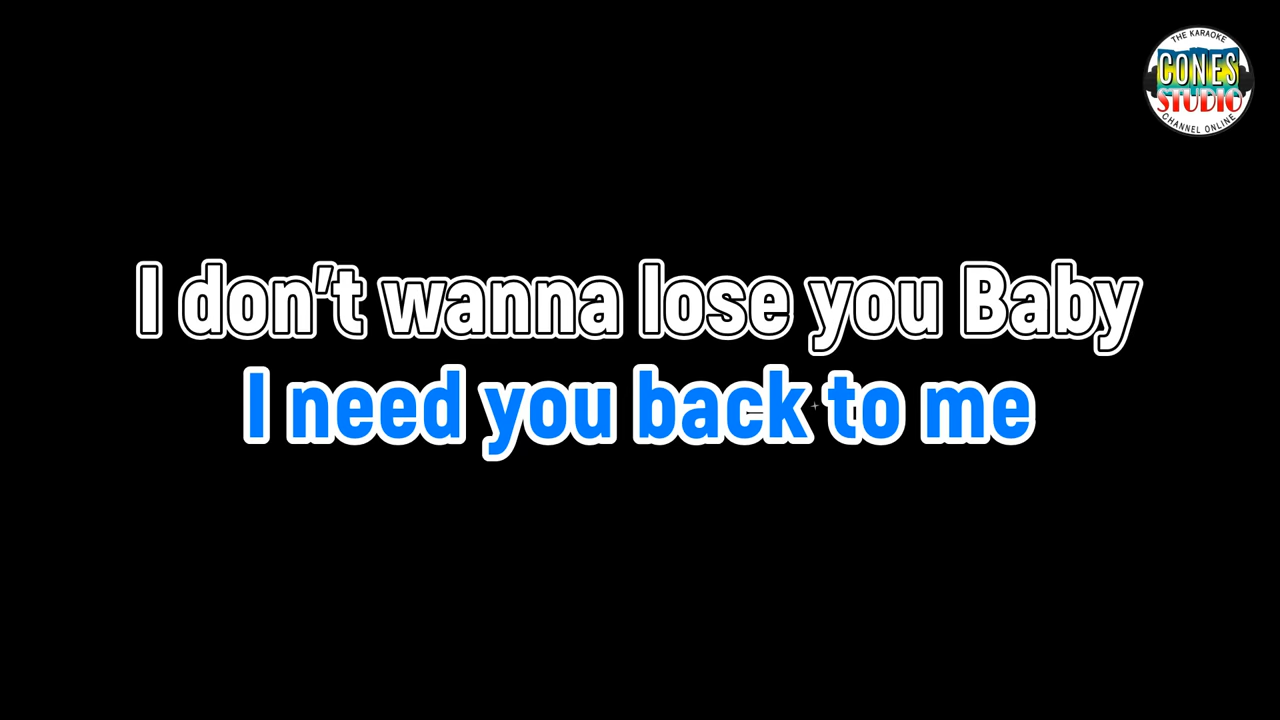 THE KARAOKE
CONES
STUDIO
CHANNEL ONLINE
I don't wanna lose you Baby
I need you back to me